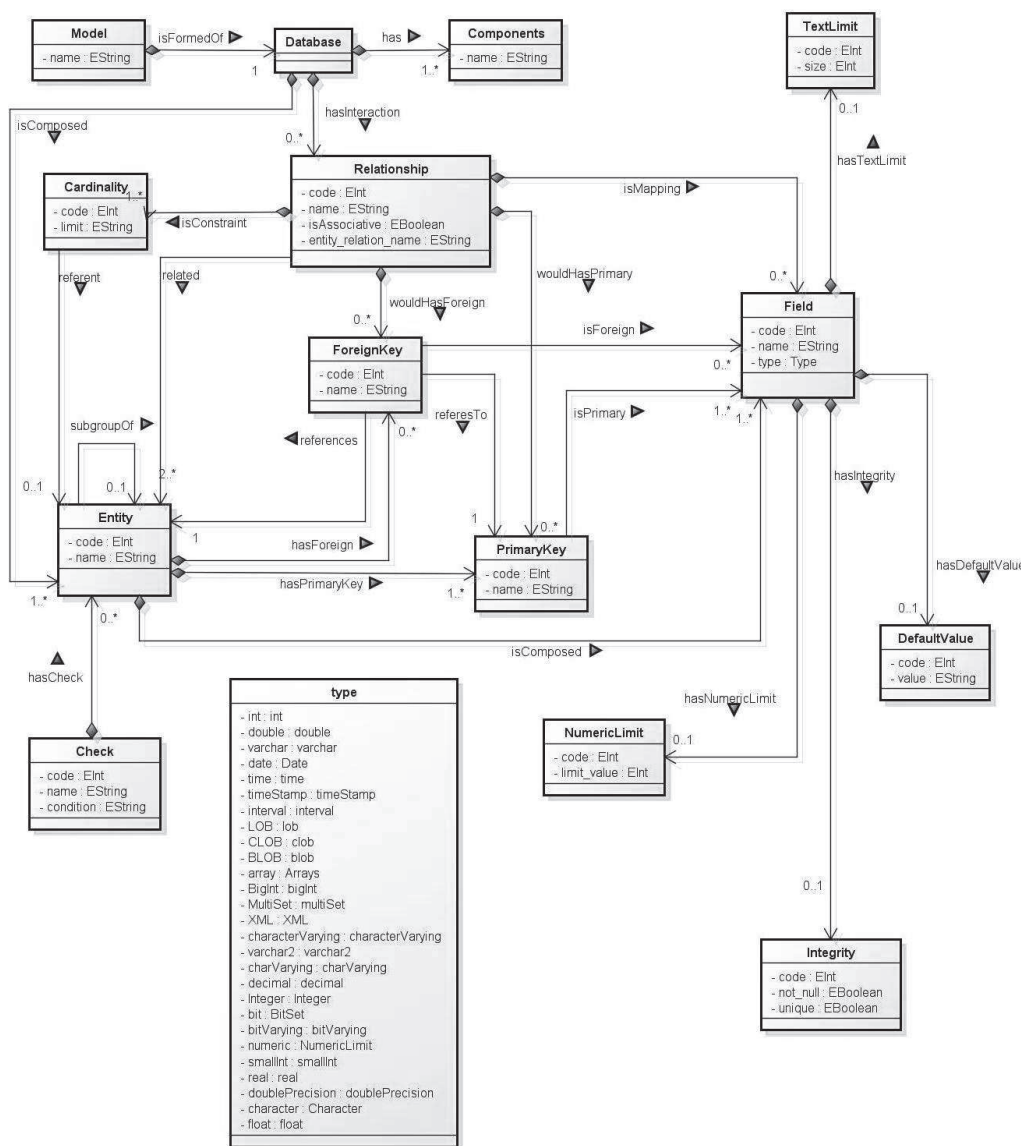 Model
- name : EString
isFormedOf
1
Database
has
1..*
Components
- name : EString
TextLimit
- code : EInt
- size : EInt
0..1
hasTextLimit
isComposed
hasInteraction
0..*
Cardinality
- code : EInt
- limit : EString
1..*
isConstraint
Relationship
- code : EInt
- name : EString
- isAssociative : EBoolean
- entity_relation_name : EString
isMapping
0..*
referent
related
wouldHasForeign
0..*
wouldHasPrimary
Field
- code : EInt
- name : EString
- type : Type
ForeignKey
- code : EInt
- name : EString
isForeign
0..*
referesTo
isPrimary
1..*
1..*
subgroupOf
references
0..*
hasIntegrity
0..1
0..1
2..*
Entity
- code : EInt
- name : EString
1
hasForeign
1
0..*
PrimaryKey
- code : EInt
- name : EString
hasPrimaryKey
1..*
1..*
0..*
hasDefaultValue
0..1
DefaultValue
- code : EInt
- value : EString
isComposed
hasCheck
Check
- code : EInt
- name : EString
- condition : EString
hasNumericLimit
0..1
NumericLimit
- code : EInt
- limit_value : EInt
type
- int : int
- double : double
- varchar : varchar
- date : Date
- time : time
- timeStamp : timeStamp
- interval : interval
- LOB : lob
- CLOB : clob
- BLOB : blob
- array : Arrays
- BigInt : bigInt
- MultiSet : multiSet
- XML : XML
- characterVarying : characterVarying
- varchar2 : varchar2
- charVarying : charVarying
- decimal : decimal
- Integer : Integer
- bit : BitSet
- bitVarying : bitVarying
- numeric : NumericLimit
- smallInt : smallInt
- real : real
- doublePrecision : doublePrecision
- character : Character
- float : float
0..1
Integrity
- code : EInt
- not_null : EBoolean
- unique : EBoolean